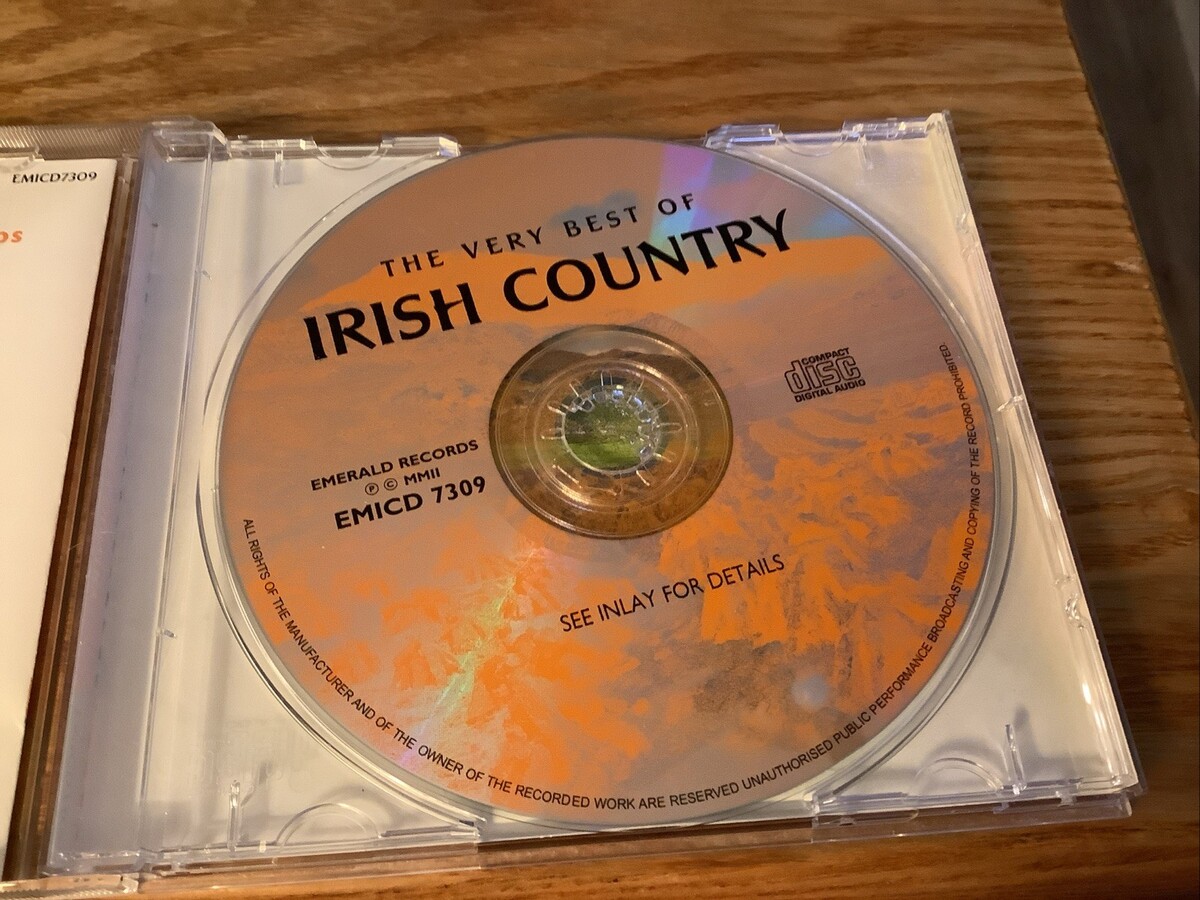 EMICD7309
THE VERY BEST OF
IRISH COUNTRY
COMPACT
disc
DIGITAL AUDIO
EMERALD RECORDS
℗ © MMII
EMICD 7309
SEE INLAY FOR DETAILS
ALL RIGHTS OF THE MANUFACTURER AND OF THE OWNER OF THE RECORDED WORK ARE RESERVED UNAUTHORISED PUBLIC PERFORMANCE BROADCASTING AND COPYING OF THE RECORD PROHIBITED.